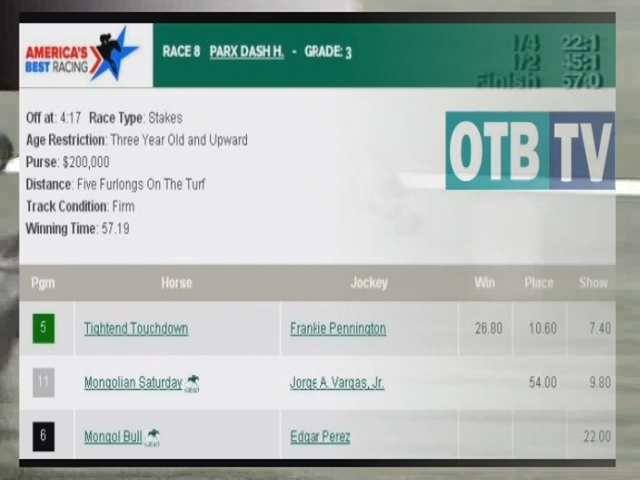 AMERICA'S
BEST RACING
RACE 8 PARX DASH H. - GRADE: 3
1/4 22:1
1/2 45:1
Finish 57:0
Off at: 4:17 Race Type: Stakes
Age Restriction: Three Year Old and Upward
Purse: $200,000
Distance: Five Furlongs On The Turf
Track Condition: Firm
Winning Time: 57.19
OTB TV
Pgm Horse Jockey Win Place Show
5 Tightend Touchdown Frankie Pennington 26.80 10.60 7.40
11 Mongolian Saturday GRAD Jorge A. Vargas, Jr. 54.00 9.80
6 Mongol Bull GRAD Edgar Perez 22.00